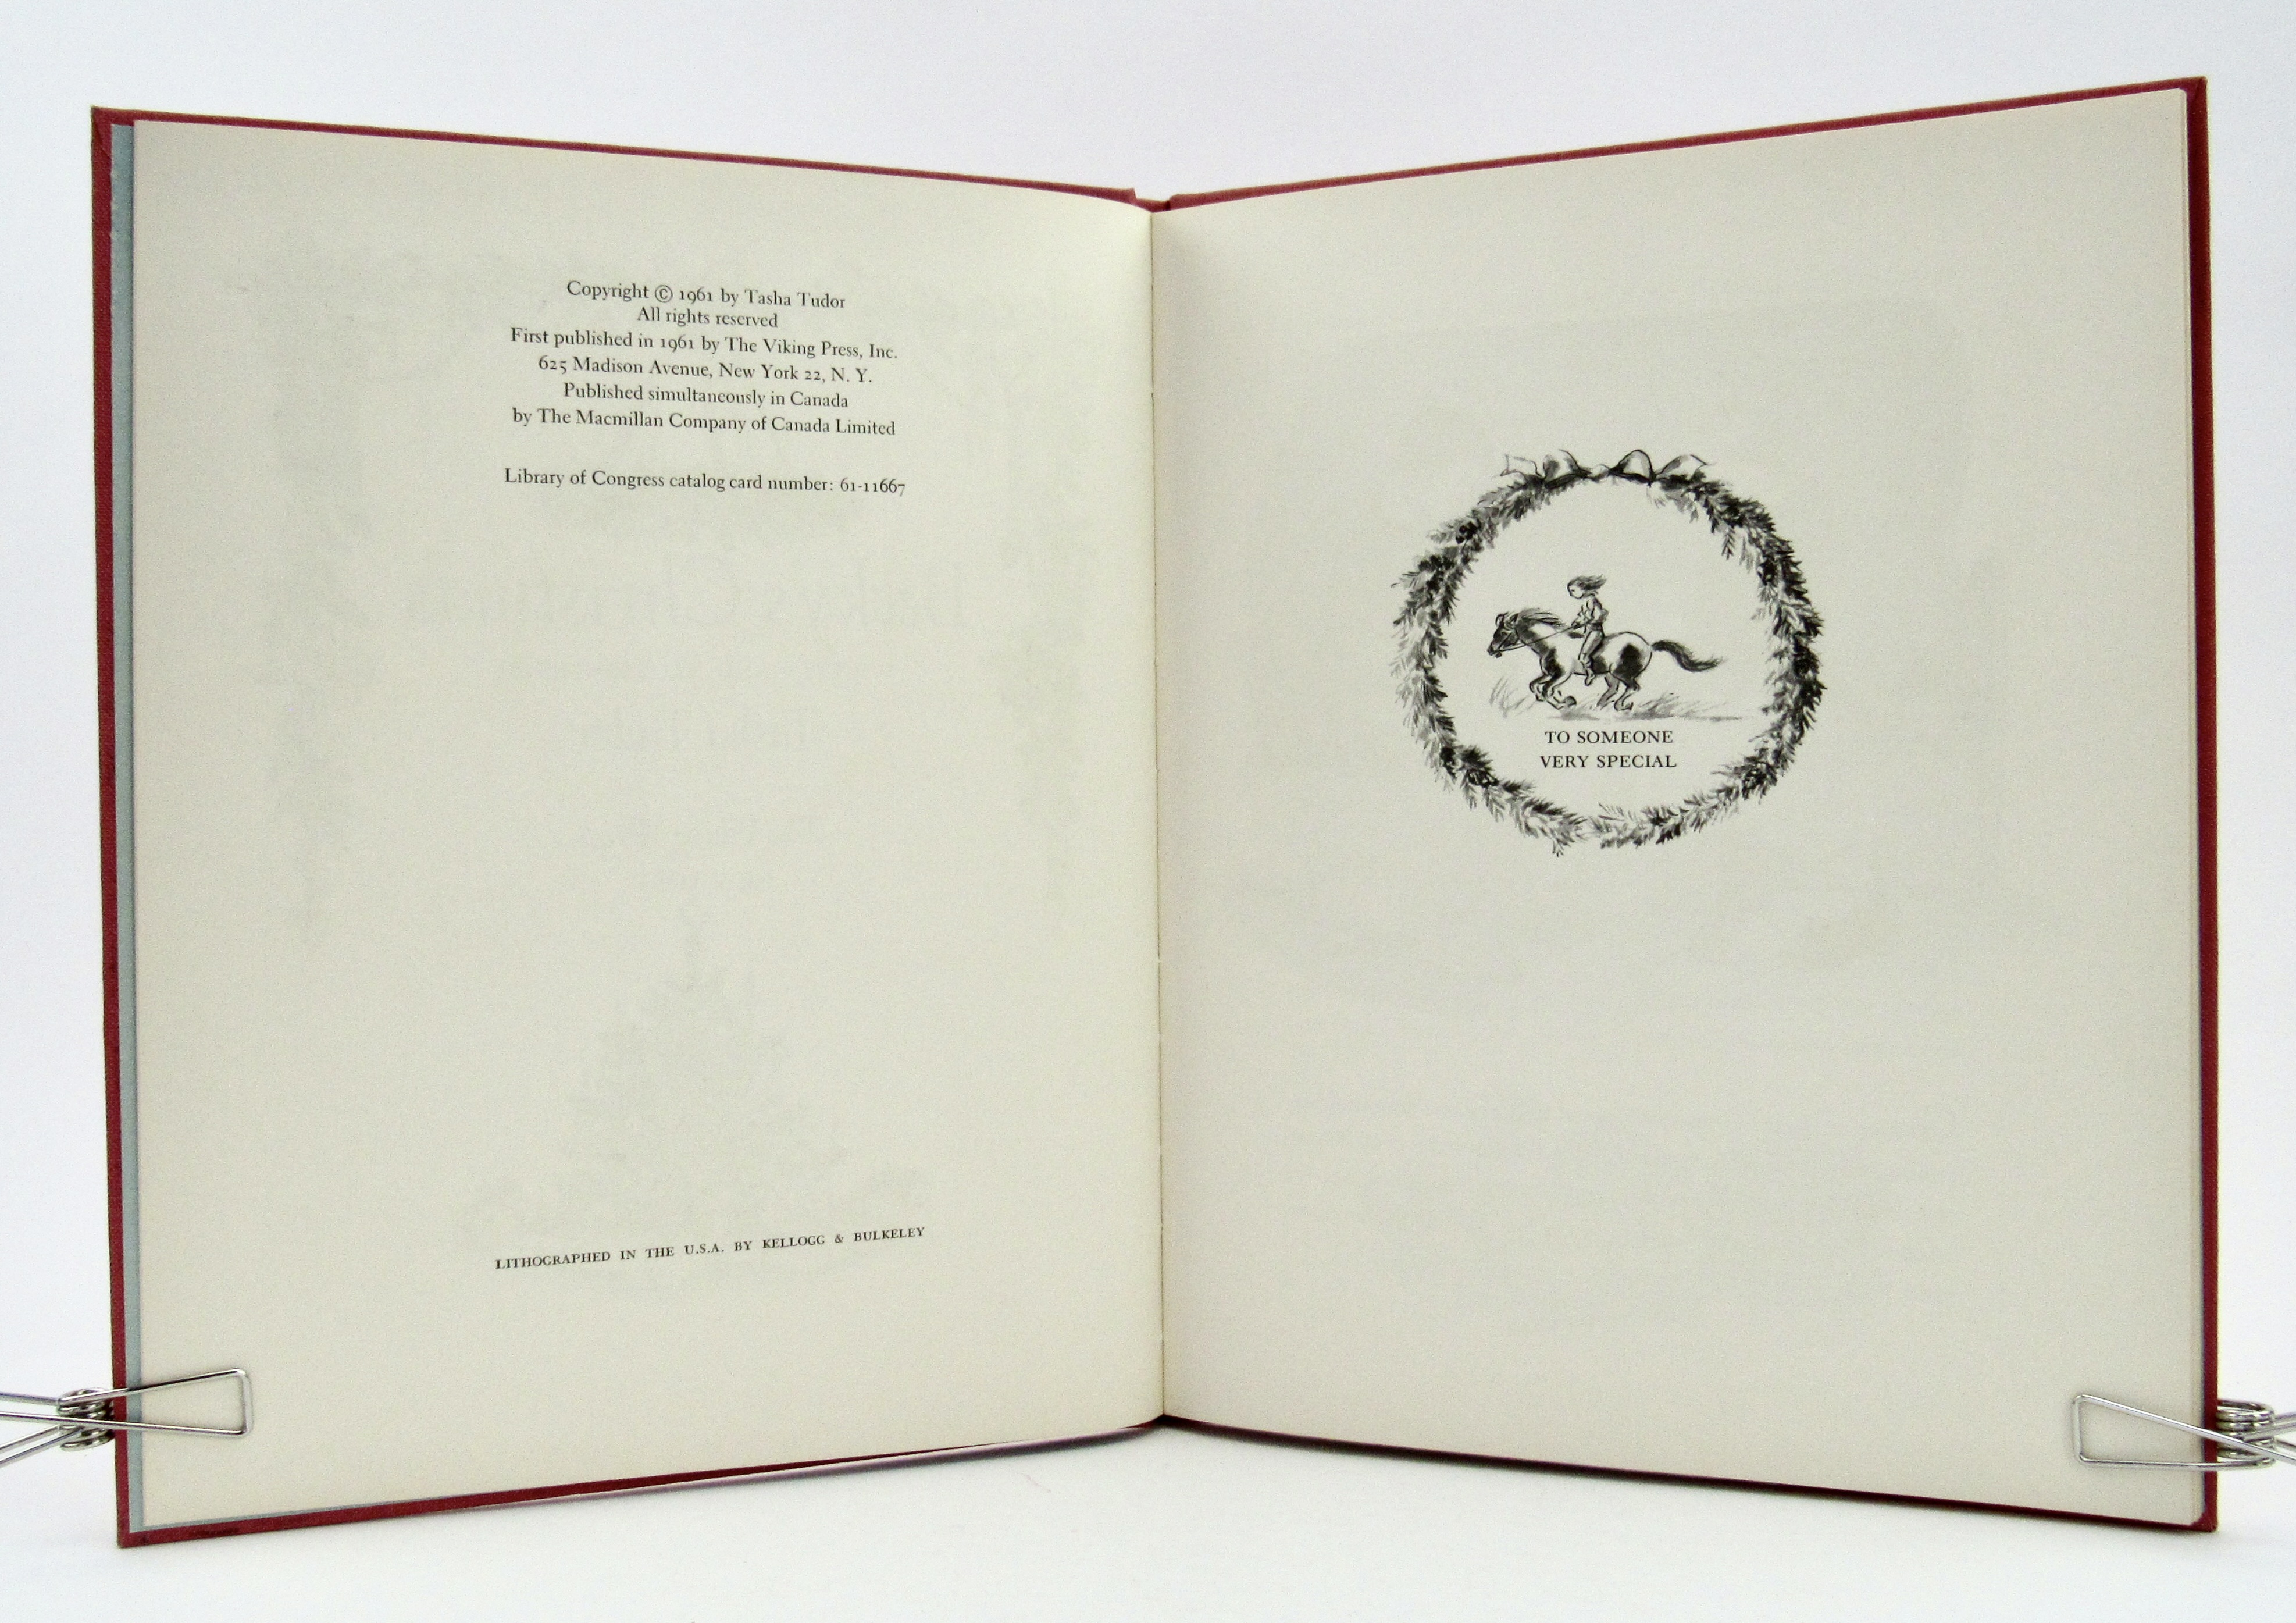 Copyright © 1961 by Tasha Tudor
All rights reserved
First published in 1961 by The Viking Press, Inc.
625 Madison Avenue, New York 22, N. Y.
Published simultaneously in Canada
by The Macmillan Company of Canada Limited
Library of Congress catalog card number: 61-11667
LITHOGRAPHED IN THE U.S.A. BY KELLOGG & BULKELEY
TO SOMEONE
VERY SPECIAL